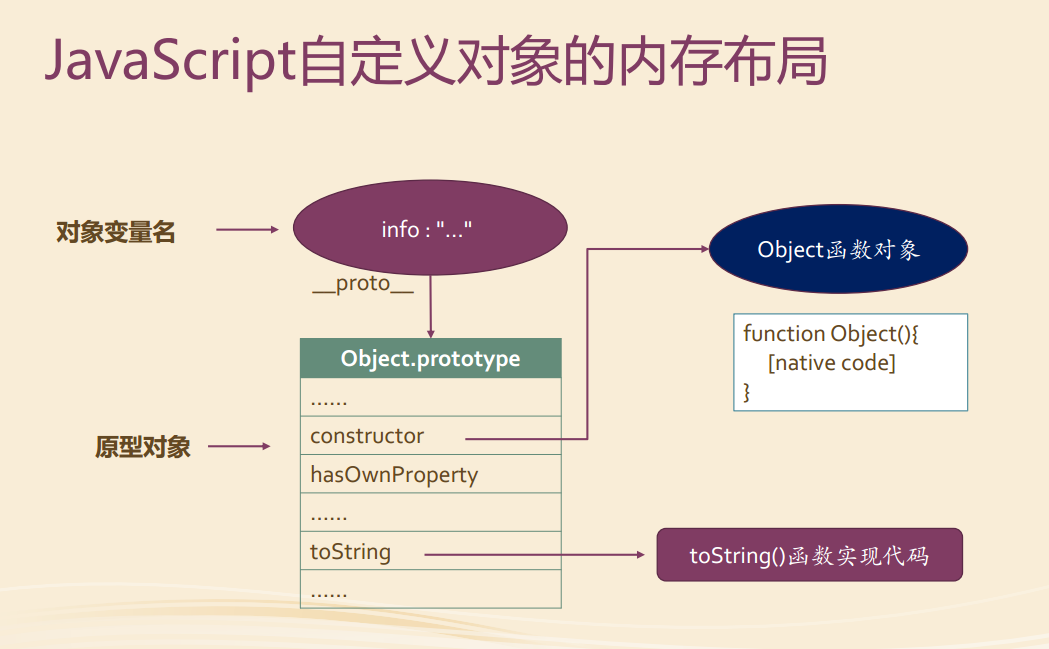 JavaScript自定义对象的内存布局
对象变量名
info : "..."
__proto__
Object函数对象
function Object(){
[native code]
}
Object.prototype
......
constructor
原型对象
hasOwnProperty
......
toString
toString()函数实现代码
......